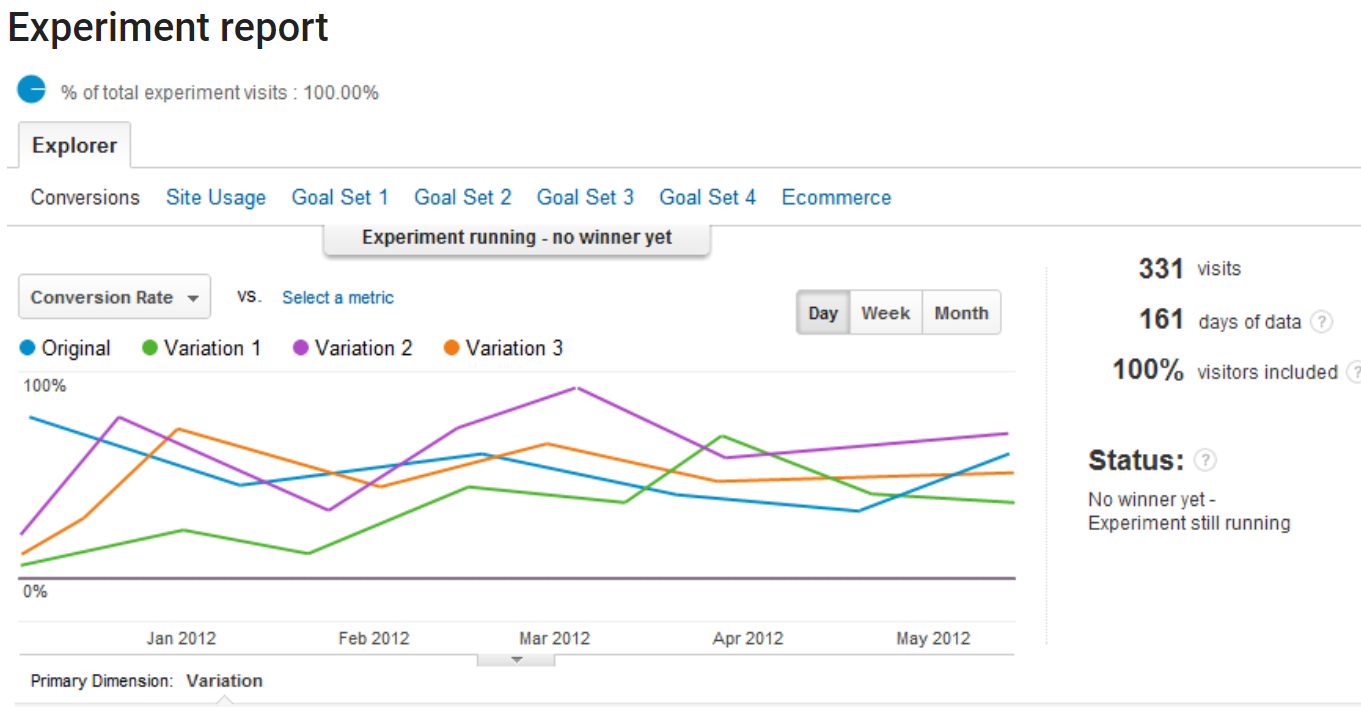 Experiment report
% of total experiment visits : 100.00%
Explorer
Conversions Site Usage Goal Set 1 Goal Set 2 Goal Set 3 Goal Set 4 Ecommerce
Experiment running - no winner yet
Conversion Rate vs. Select a metric
Day Week Month
Original Variation 1 Variation 2 Variation 3
100%
0%
Jan 2012 Feb 2012 Mar 2012 Apr 2012 May 2012
Primary Dimension: Variation
331 visits
161 days of data ?
100% visitors included ?
Status: ?
No winner yet -
Experiment still running